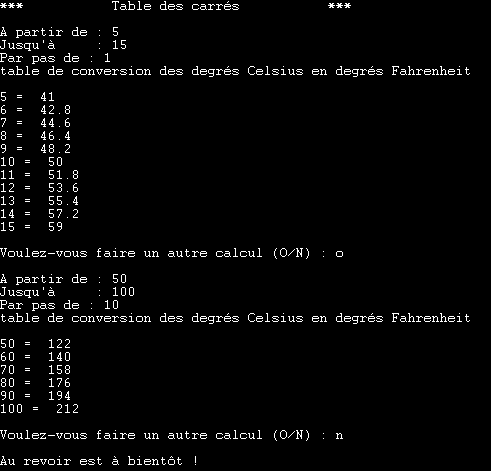 *** Table des carrés ***
A partir de : 5
Jusqu'à : 15
Par pas de : 1
table de conversion des degrés Celsius en degrés Fahrenheit
5 = 41
6 = 42.8
7 = 44.6
8 = 46.4
9 = 48.2
10 = 50
11 = 51.8
12 = 53.6
13 = 55.4
14 = 57.2
15 = 59
Voulez-vous faire un autre calcul (O/N) : o
A partir de : 50
Jusqu'à : 100
Par pas de : 10
table de conversion des degrés Celsius en degrés Fahrenheit
50 = 122
60 = 140
70 = 158
80 = 176
90 = 194
100 = 212
Voulez-vous faire un autre calcul (O/N) : n
Au revoir est à bientôt !